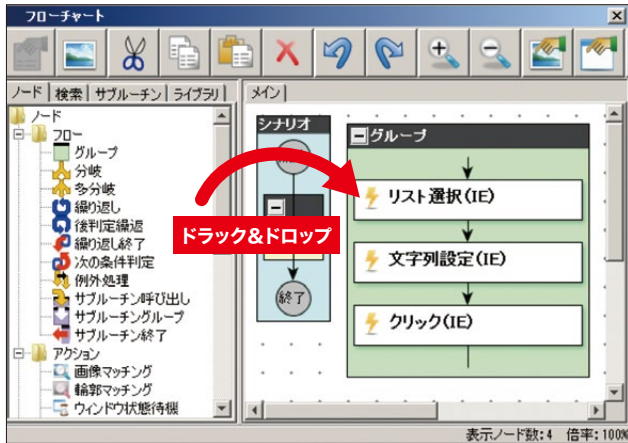 フローチャート
ノード 検索 サブルーチン ライブラリ
メイン
ノード
フロー
グループ
分岐
多分岐
繰り返し
後判定繰返
繰り返し終了
次の条件判定
例外処理
サブルーチン呼び出し
サブルーチングループ
サブルーチン終了
アクション
画像マッチング
輪郭マッチング
ウィンドウ状態待機
シナリオ
ドラック&ドロップ
終了
グループ
リスト選択(IE)
文字列設定(IE)
クリック(IE)
表示ノード数:4 倍率:100%